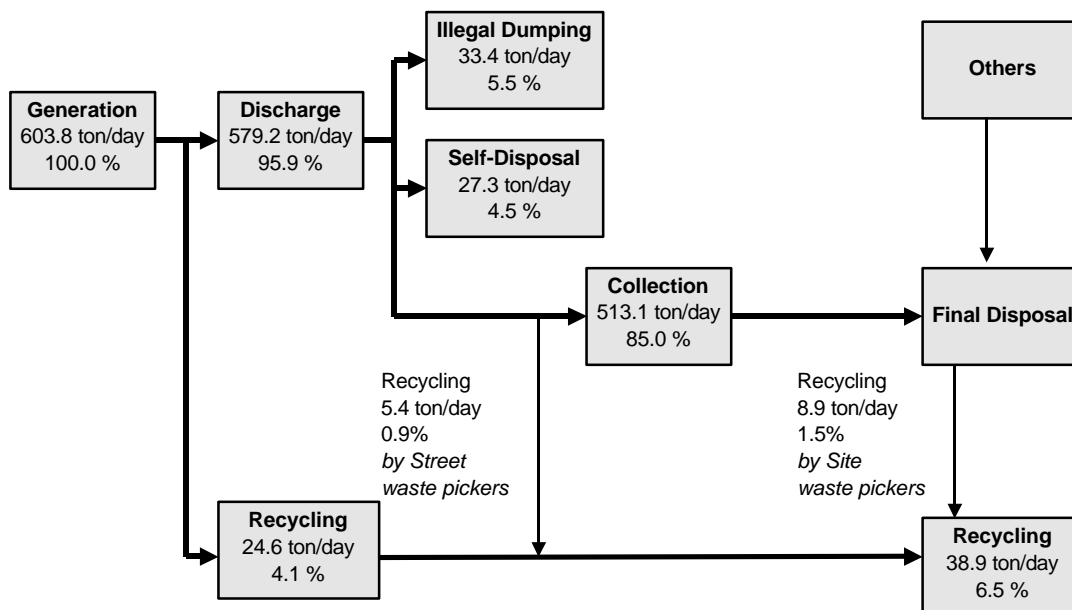 Illegal Dumping
33.4 ton/day
5.5 %
Others
Generation
603.8 ton/day
100.0 %
Discharge
579.2 ton/day
95.9 %
Self-Disposal
27.3 ton/day
4.5 %
Collection
513.1 ton/day
85.0 %
Final Disposal
Recycling
5.4 ton/day
0.9%
by Street
waste pickers
Recycling
8.9 ton/day
1.5%
by Site
waste pickers
Recycling
24.6 ton/day
4.1 %
Recycling
38.9 ton/day
6.5 %